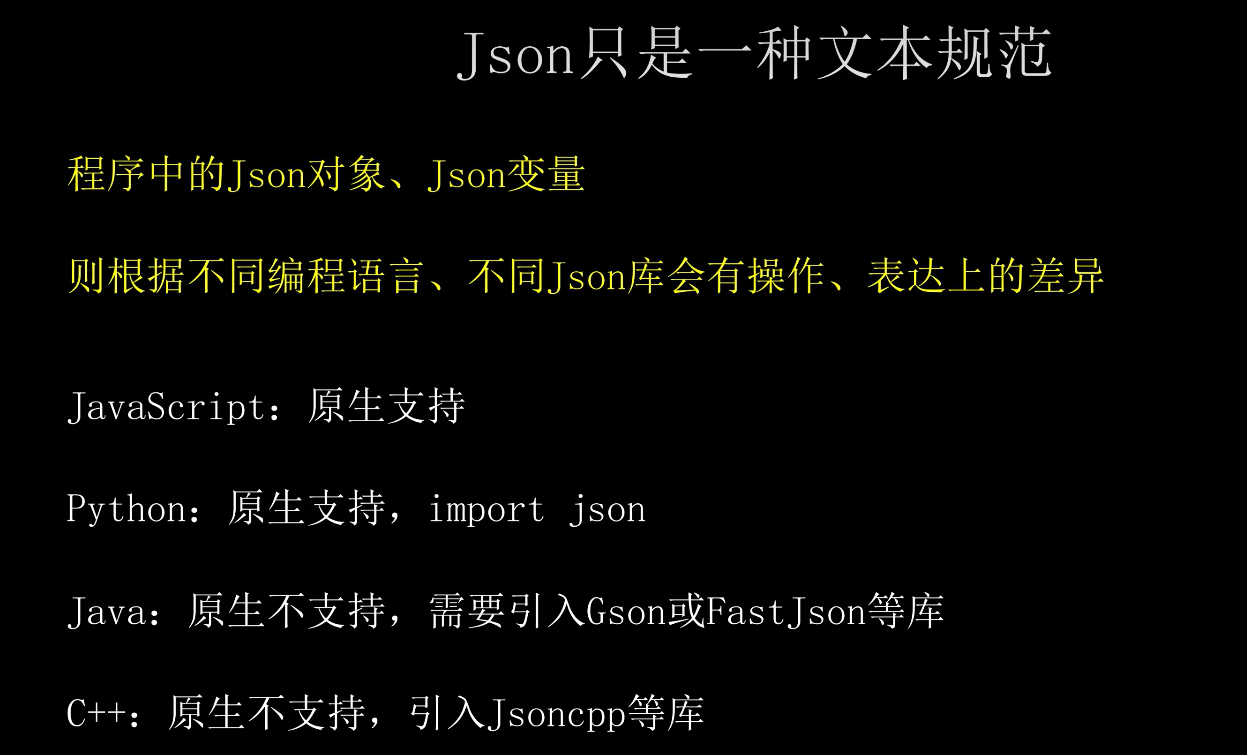 Json只是一种文本规范
程序中的Json对象、Json变量
则根据不同编程语言、不同Json库会有操作、表达上的差异
JavaScript：原生支持
Python：原生支持，import json
Java：原生不支持，需要引入Gson或FastJson等库
C++：原生不支持，引入Jsoncpp等库